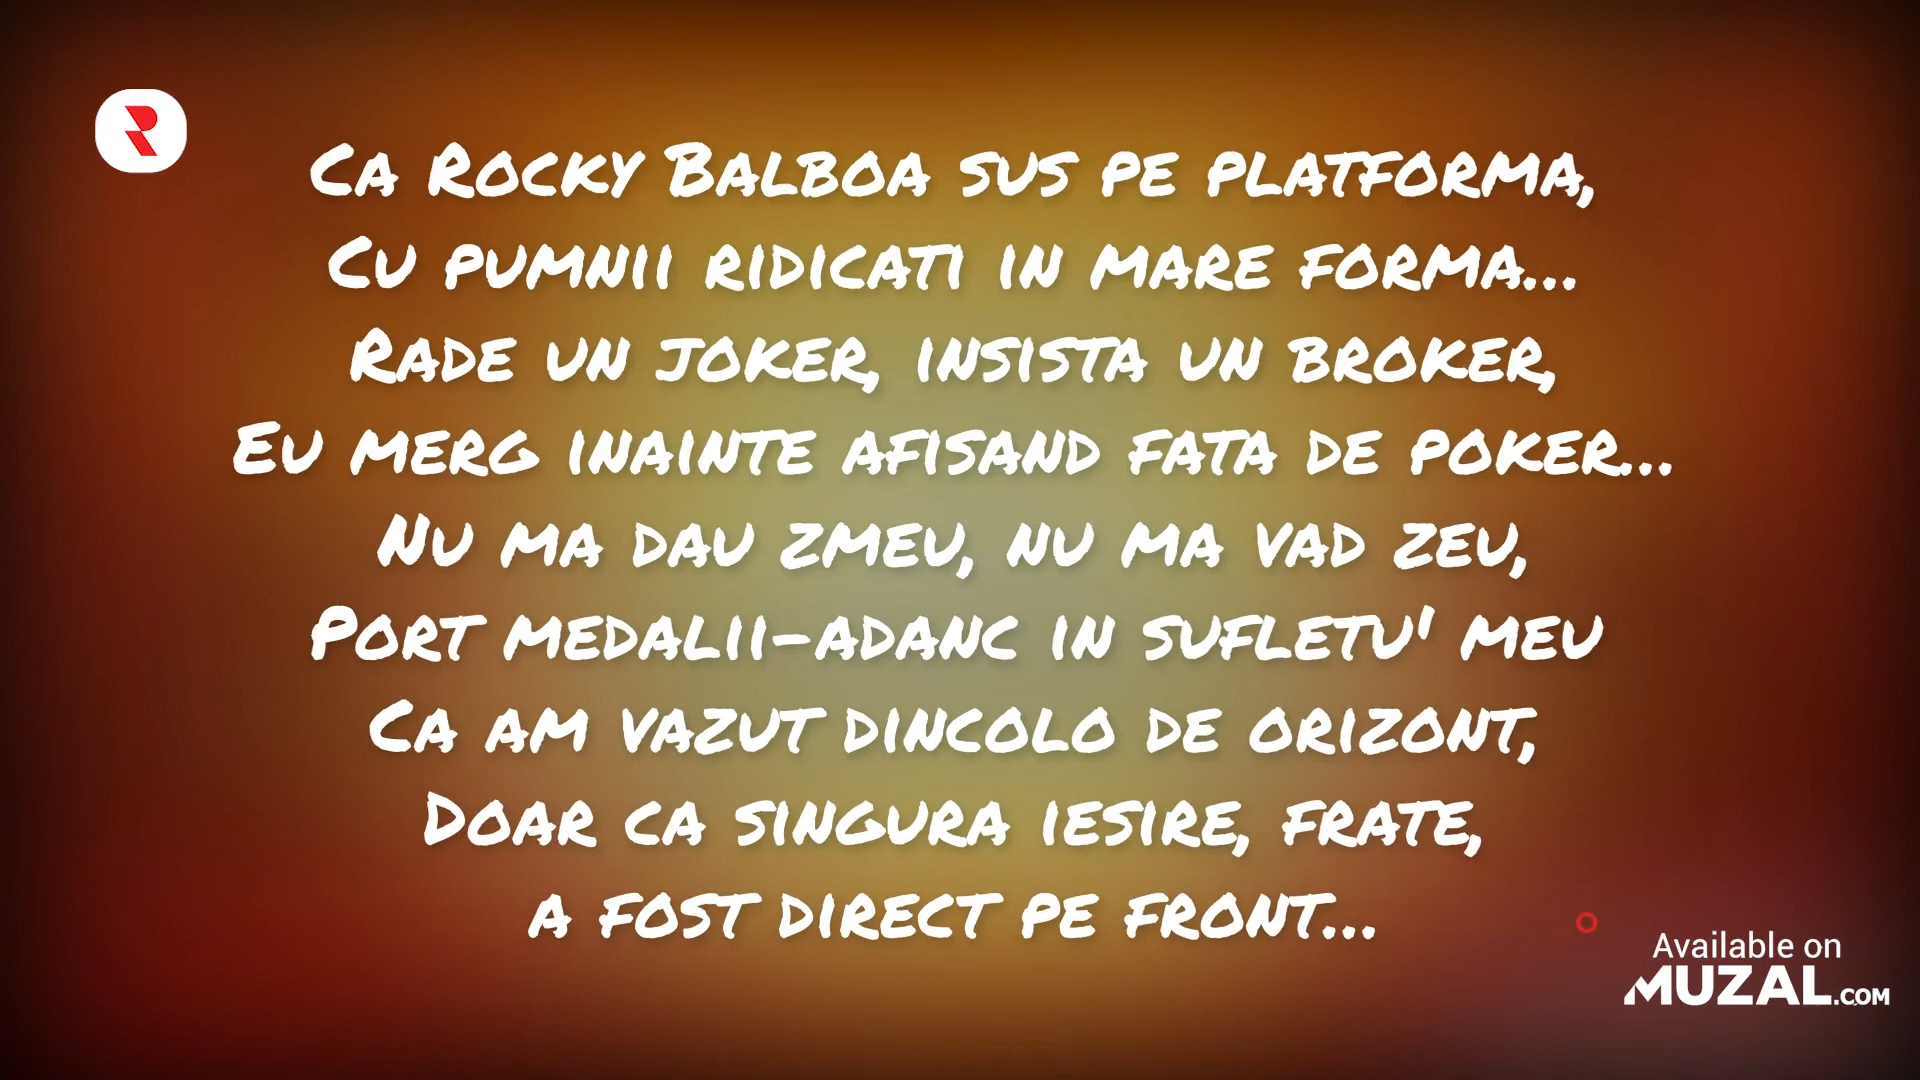 Ca Rocky Balboa sus pe platforma,
Cu pumnii ridicati in mare forma...
Rade un joker, insista un broker,
Eu merg inainte afisand fata de poker...
Nu ma dau zmeu, nu ma vad zeu,
Port medalii-adanc in sufletu' meu
Ca am vazut dincolo de orizont,
Doar ca singura iesire, frate,
a fost direct pe front...
R
Available on
MUZAL.COM